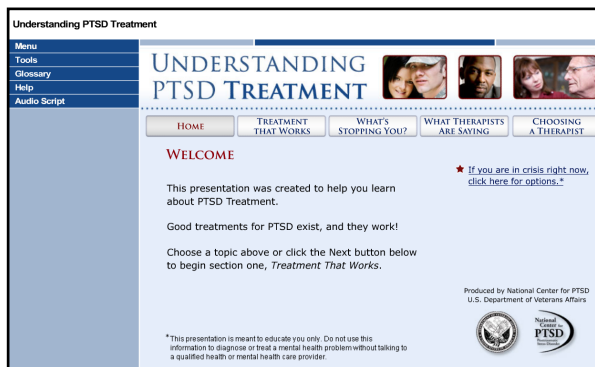 Understanding PTSD Treatment
Menu
Tools
Glossary
Help
Audio Script
UNDERSTANDING
PTSD TREATMENT
HOME
TREATMENT
THAT WORKS
WHAT'S
STOPPING YOU?
WHAT THERAPISTS
ARE SAYING
CHOOSING
A THERAPIST
WELCOME
This presentation was created to help you learn
about PTSD Treatment.
Good treatments for PTSD exist, and they work!
Choose a topic above or click the Next button below
to begin section one, Treatment That Works.
If you are in crisis right now,
click here for options.*
Produced by National Center for PTSD
U.S. Department of Veterans Affairs
National
Center for
PTSD
*This presentation is meant to educate you only. Do not use this
information to diagnose or treat a mental health problem without talking to
a qualified health or mental health care provider.